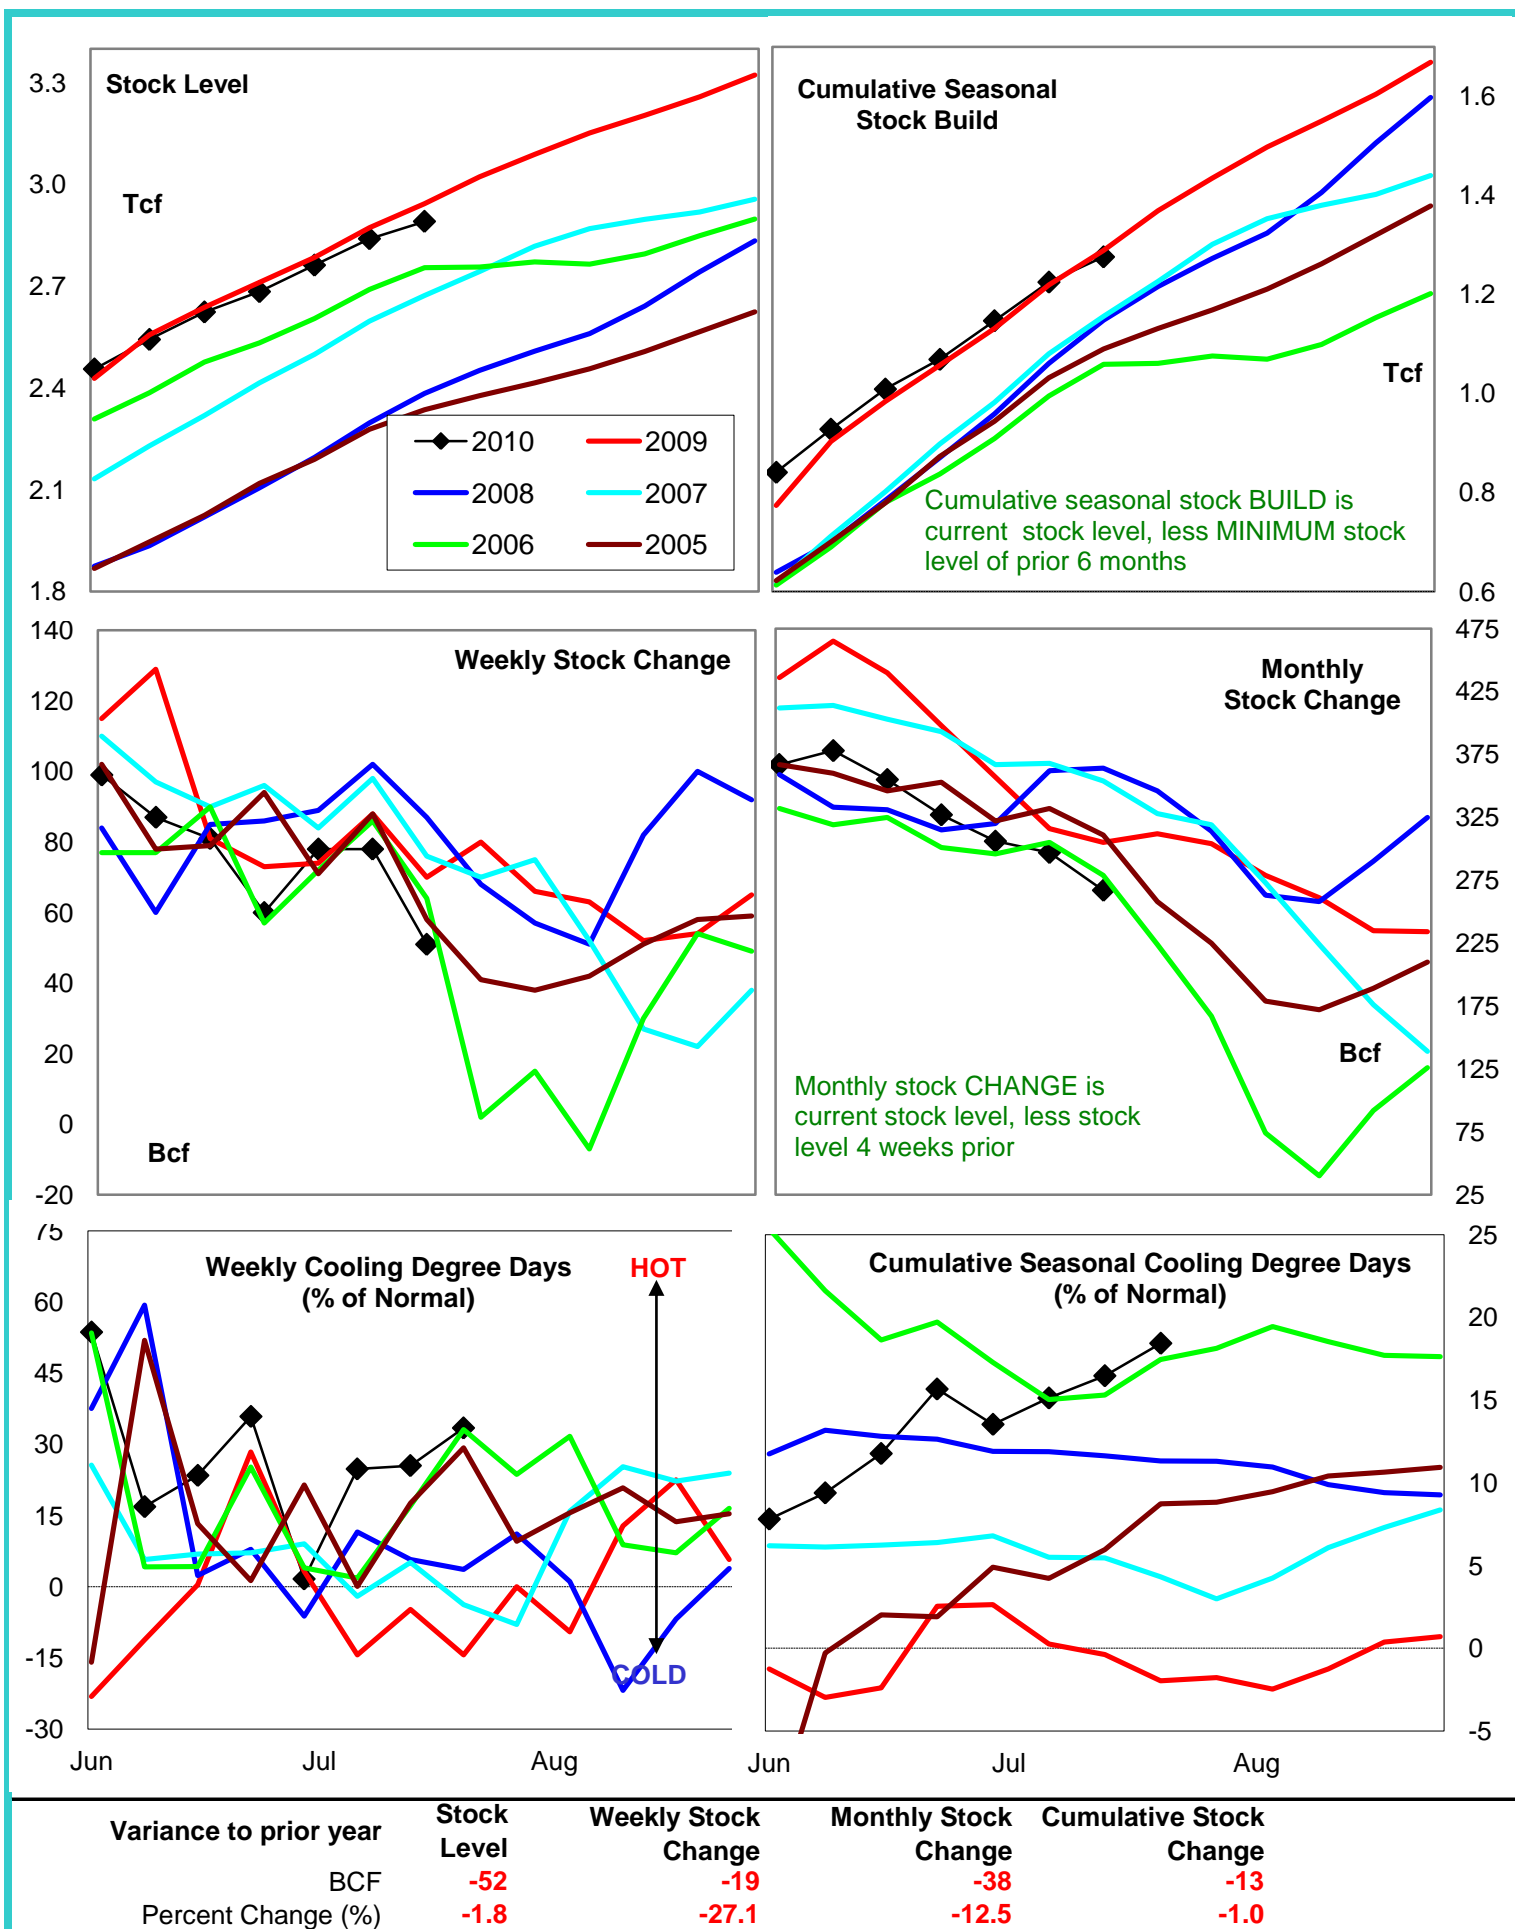 Stock Level
Tcf
3.3
3.0
2.7
2.4
2.1
1.8
2010
2009
2008
2007
2006
2005
Cumulative Seasonal
Stock Build
1.6
1.4
1.2
1.0
0.8
0.6
Tcf
Cumulative seasonal stock BUILD is
current stock level, less MINIMUM stock
level of prior 6 months
Weekly Stock Change
140
120
100
80
60
40
20
0
-20
Bcf
Monthly
Stock Change
475
425
375
325
275
225
175
125
75
25
Bcf
Monthly stock CHANGE is
current stock level, less stock
level 4 weeks prior
Weekly Cooling Degree Days
(% of Normal)
HOT
COLD
75
60
45
30
15
0
-15
-30
Jun
Jul
Aug
Cumulative Seasonal Cooling Degree Days
(% of Normal)
25
20
15
10
5
0
-5
Jun
Jul
Aug
Variance to prior year
Stock
Level
Weekly Stock
Change
Monthly Stock
Change
Cumulative Stock
Change
BCF -52 -19 -38 -13
Percent Change (%) -1.8 -27.1 -12.5 -1.0